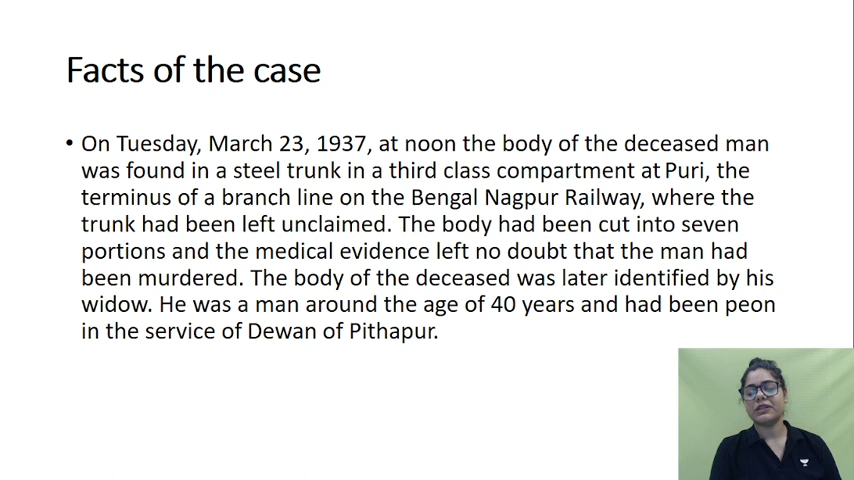 Facts of the case
• On Tuesday, March 23, 1937, at noon the body of the deceased man
was found in a steel trunk in a third class compartment at Puri, the
terminus of a branch line on the Bengal Nagpur Railway, where the
trunk had been left unclaimed. The body had been cut into seven
portions and the medical evidence left no doubt that the man had
been murdered. The body of the deceased was later identified by his
widow. He was a man around the age of 40 years and had been peon
in the service of Dewan of Pithapur.